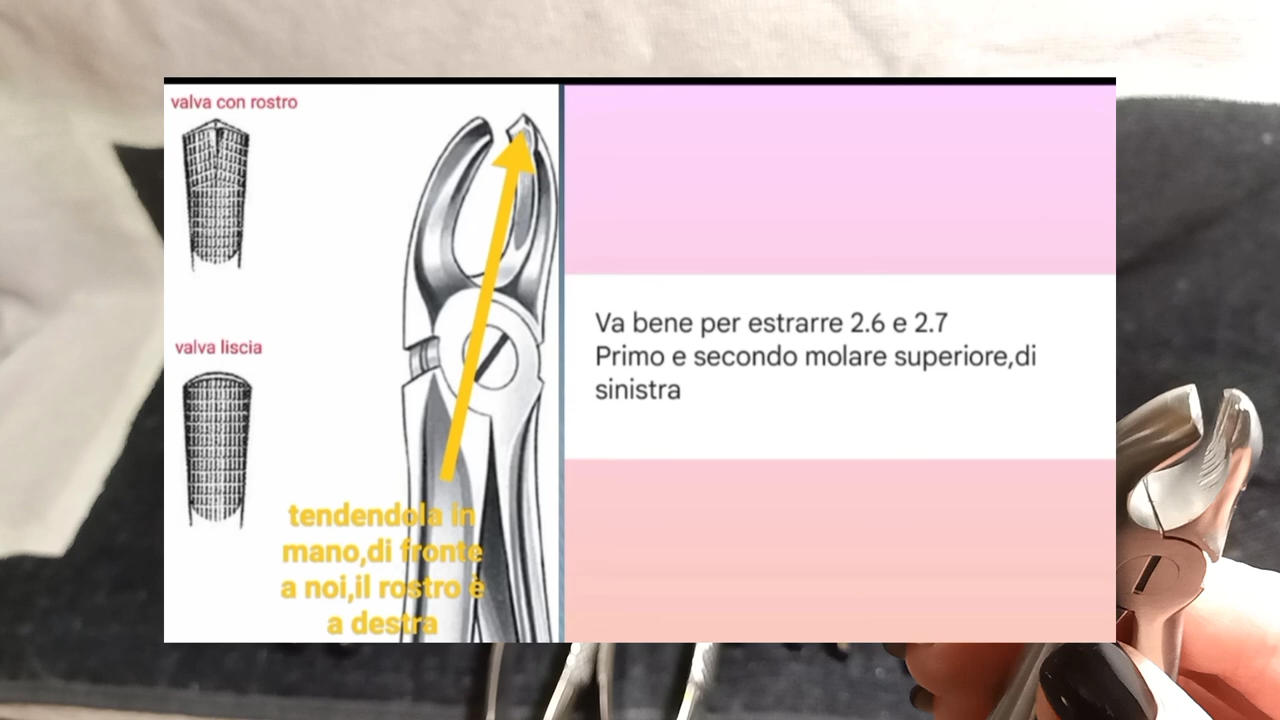 valva con rostro
valva liscia
tendendola in
mano,di fronte
a noi,il rostro è
a destra
Va bene per estrarre 2.6 e 2.7
Primo e secondo molare superiore,di
sinistra